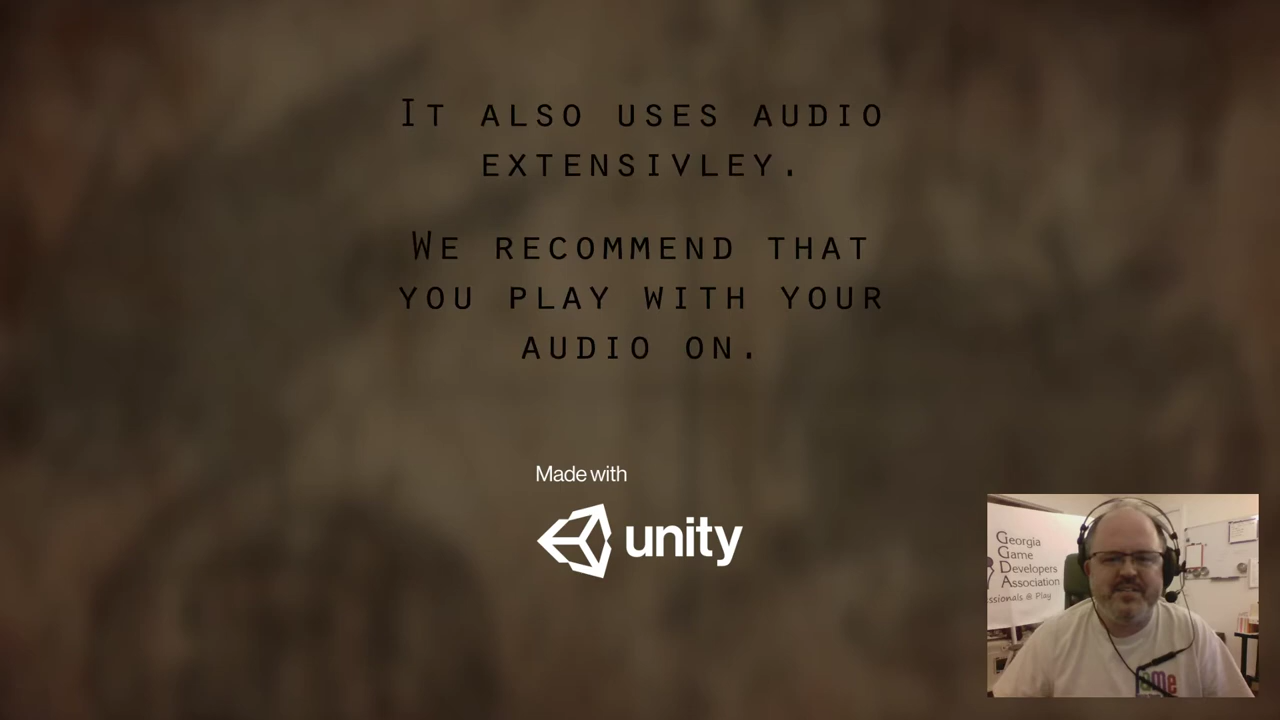 It also uses audio
extensivley.
We recommend that
you play with your
audio on.
Made with
unity
Georgia
Game
Developers
Association
ssionals @ Play
ame